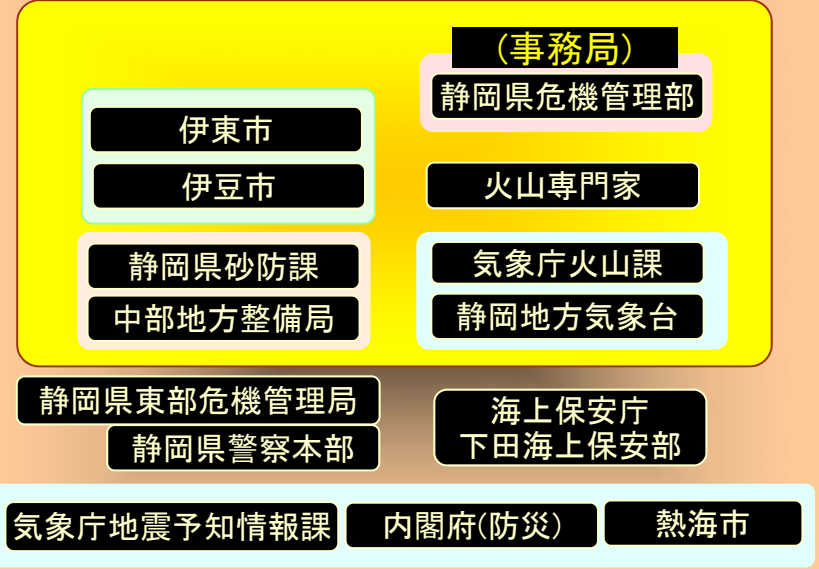 (事務局)
静岡県危機管理部
伊東市
伊豆市
火山専門家
静岡県砂防課
中部地方整備局
気象庁火山課
静岡地方気象台
静岡県東部危機管理局
静岡県警察本部
海上保安庁
下田海上保安部
気象庁地震予知情報課
内閣府(防災)
熱海市